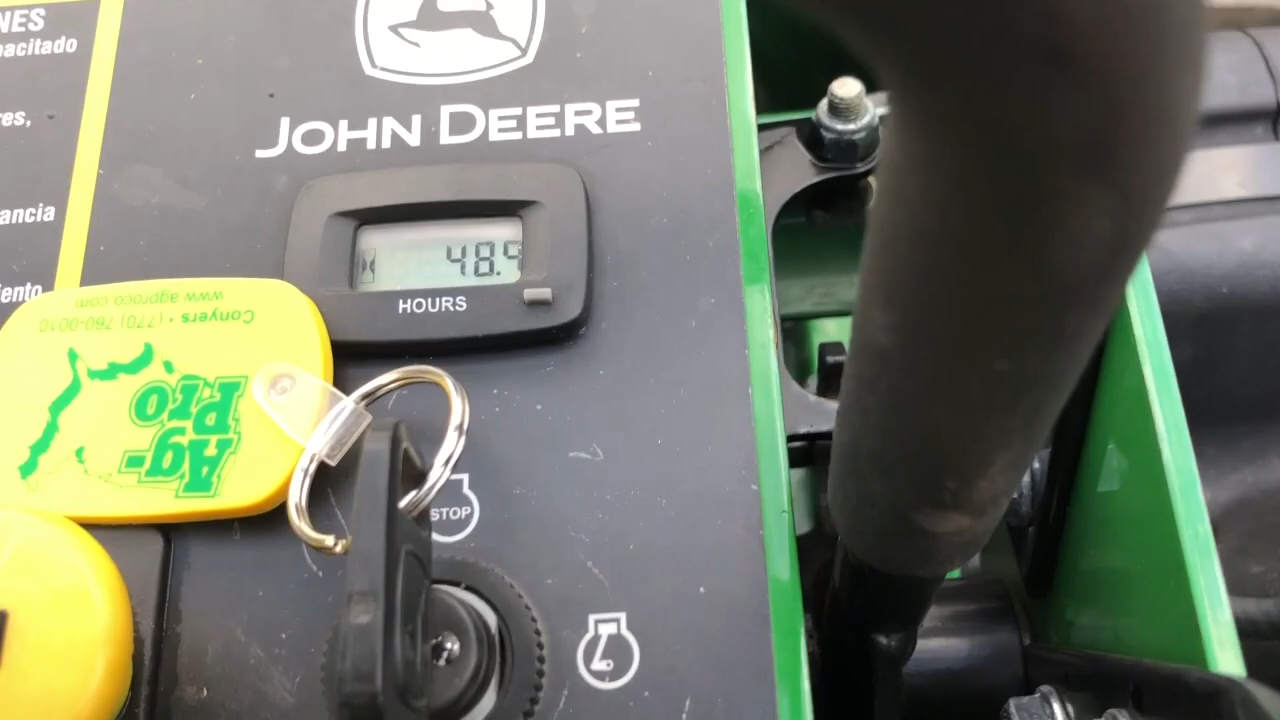 NES
pacitado
res,
ancia
iento
JOHN DEERE
48.9
HOURS
Conyers • (770) 760-0010
www agproco com
Ag-
Pro
STOP